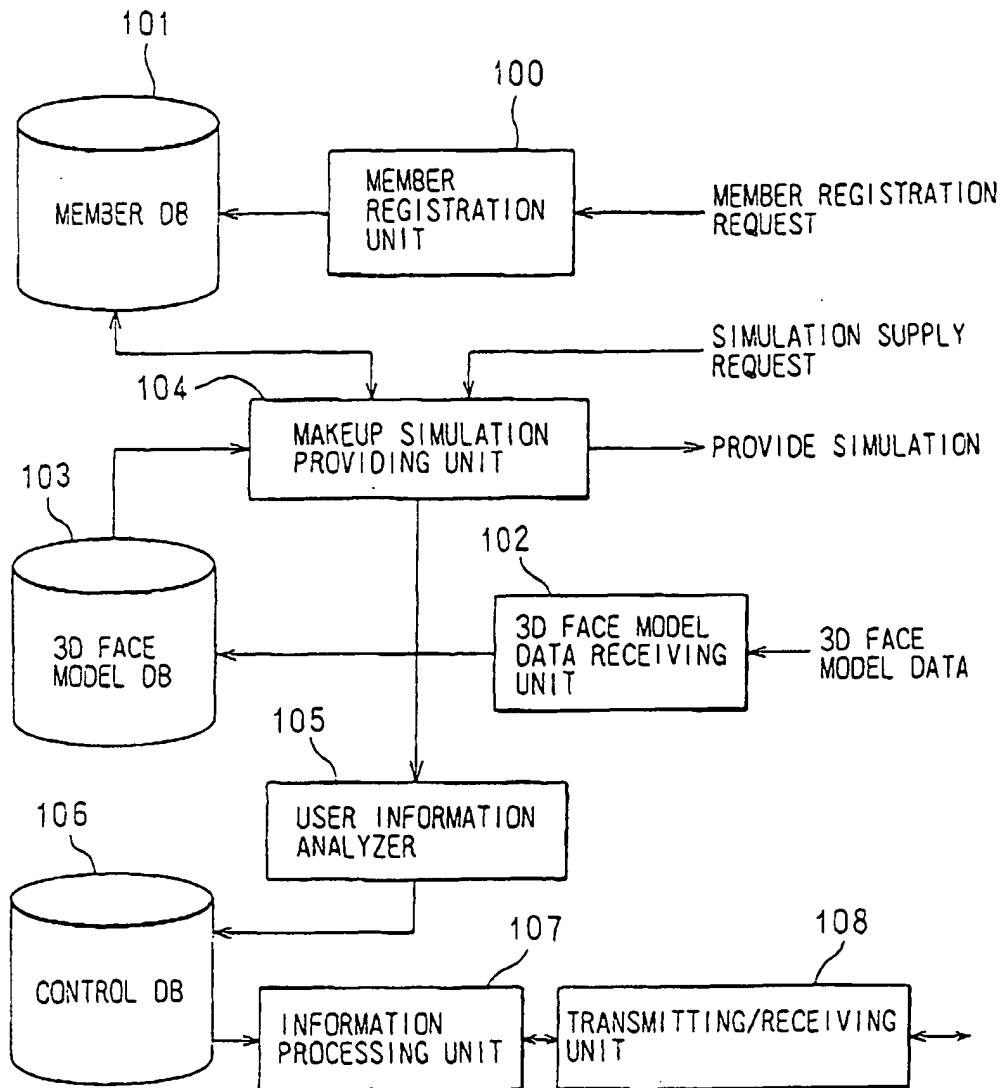 101
100
MEMBER DB
MEMBER
REGISTRATION
UNIT
MEMBER REGISTRATION
REQUEST
SIMULATION SUPPLY
REQUEST
104
MAKEUP SIMULATION
PROVIDING UNIT
PROVIDE SIMULATION
103
102
3D FACE
MODEL DB
3D FACE MODEL
DATA RECEIVING
UNIT
3D FACE
MODEL DATA
105
USER INFORMATION
ANALYZER
106
107
108
CONTROL DB
INFORMATION
PROCESSING UNIT
TRANSMITTING/RECEIVING
UNIT